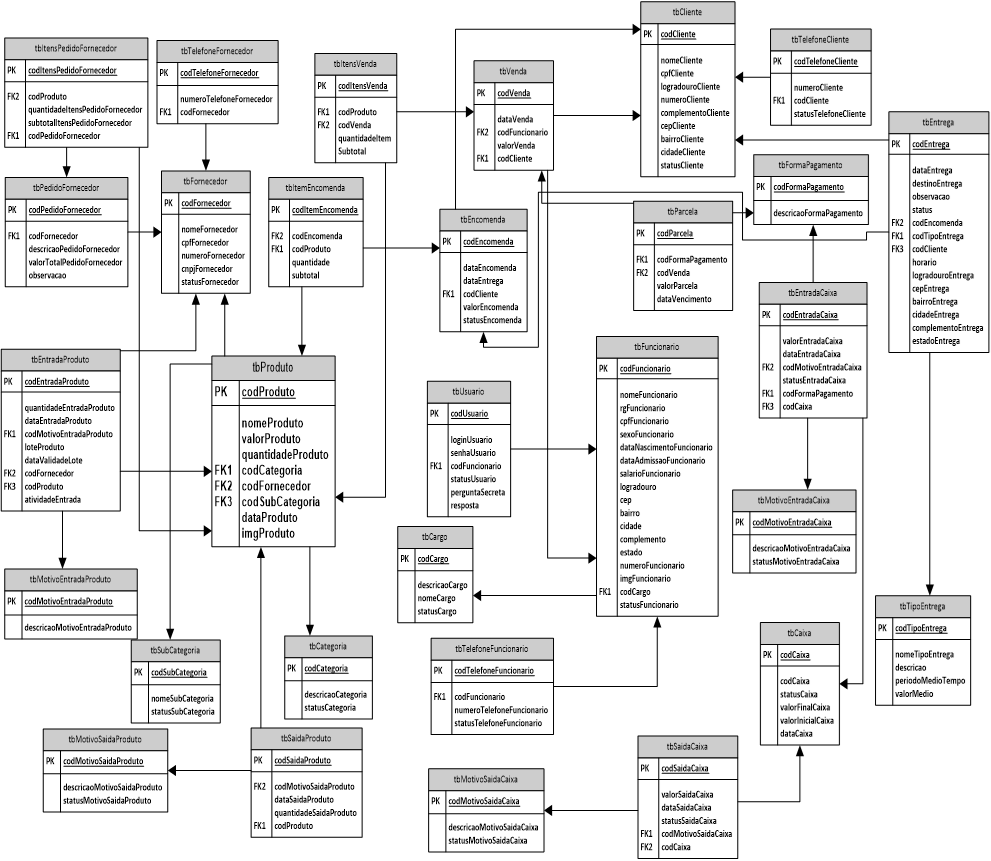 tbItensPedidoFornecedor
PK codItensPedidoFornecedor
FK2 codProduto
quantidadeItensPedidoFornecedor
subtotalItensPedidoFornecedor
FK1 codPedidoFornecedor
tbTelefoneFornecedor
PK codTelefoneFornecedor
numeroTelefoneFornecedor
FK1 codFornecedor
tbItensVenda
PK codItensVenda
FK1 codProduto
FK2 codVenda
quantidadeItem
Subtotal
tbVenda
PK codVenda
dataVenda
FK2 codFuncionario
valorVenda
FK1 codCliente
tbCliente
PK codCliente
nomeCliente
cpfCliente
logradouroCliente
numeroCliente
complementoCliente
cepCliente
bairroCliente
cidadeCliente
statusCliente
tbTelefoneCliente
PK codTelefoneCliente
numeroCliente
FK1 codCliente
statusTelefoneCliente
tbEntrega
PK codEntrega
dataEntrega
destinoEntrega
observacao
status
FK2 codEncomenda
FK1 codTipoEntrega
FK3 codCliente
horario
logradouroEntrega
cepEntrega
bairroEntrega
cidadeEntrega
complementoEntrega
estadoEntrega
tbPedidoFornecedor
PK codPedidoFornecedor
FK1 codFornecedor
descricaoPedidoFornecedor
valorTotalPedidoFornecedor
observacao
tbFornecedor
PK codFornecedor
nomeFornecedor
cpfFornecedor
numeroFornecedor
cnpjFornecedor
statusFornecedor
tbItemEncomenda
PK codItemEncomenda
FK2 codEncomenda
FK1 codProduto
quantidade
subtotal
tbEncomenda
PK codEncomenda
dataEncomenda
dataEntrega
FK1 codCliente
valorEncomenda
statusEncomenda
tbParcela
PK codParcela
FK1 codFormaPagamento
FK2 codVenda
valorParcela
dataVencimento
tbFormaPagamento
PK codFormaPagamento
descricaoFormaPagamento
tbEntradaCaixa
PK codEntradaCaixa
valorEntradaCaixa
dataEntradaCaixa
FK2 codMotivoEntradaCaixa
statusEntradaCaixa
FK1 codFormaPagamento
FK3 codCaixa
tbEntradaProduto
PK codEntradaProduto
quantidadeEntradaProduto
dataEntradaProduto
FK1 codMotivoEntradaProduto
loteProduto
dataValidadeLote
FK2 codFornecedor
FK3 codProduto
atividadeEntrada
tbProduto
PK codProduto
nomeProduto
valorProduto
quantidadeProduto
FK1 codCategoria
FK2 codFornecedor
FK3 codSubCategoria
dataProduto
imgProduto
tbUsuario
PK codUsuario
loginUsuario
senhaUsuario
FK1 codFuncionario
statusUsuario
perguntaSecreta
resposta
tbFuncionario
PK codFuncionario
nomeFuncionario
rgFuncionario
cpfFuncionario
sexoFuncionario
dataNascimentoFuncionario
dataAdmissaoFuncionario
salarioFuncionario
logradouro
cep
bairro
cidade
complemento
estado
numeroFuncionario
imgFuncionario
FK1 codCargo
statusFuncionario
tbMotivoEntradaCaixa
PK codMotivoEntradaCaixa
descricaoMotivoEntradaCaixa
statusMotivoEntradaCaixa
tbCargo
PK codCargo
descricaoCargo
nomeCargo
statusCargo
tbMotivoEntradaProduto
PK codMotivoEntradaProduto
descricaoMotivoEntradaProduto
tbSubCategoria
PK codSubCategoria
nomeSubCategoria
statusSubCategoria
tbCategoria
PK codCategoria
descricaoCategoria
statusCategoria
tbTelefoneFuncionario
PK codTelefoneFuncionario
FK1 codFuncionario
numeroTelefoneFuncionario
statusTelefoneFuncionario
tbCaixa
PK codCaixa
codCaixa
statusCaixa
valorFinalCaixa
valorInicialCaixa
dataCaixa
tbTipoEntrega
PK codTipoEntrega
nomeTipoEntrega
descricao
periodoMedioTempo
valorMedio
tbMotivoSaidaProduto
PK codMotivoSaidaProduto
descricaoMotivoSaidaProduto
statusMotivoSaidaProduto
tbSaidaProduto
PK codSaidaProduto
FK2 codMotivoSaidaProduto
dataSaidaProduto
quantidadeSaidaProduto
FK1 codProduto
tbMotivoSaidaCaixa
PK codMotivoSaidaCaixa
descricaoMotivoSaidaCaixa
statusMotivoSaidaCaixa
tbSaidaCaixa
PK codSaidaCaixa
valorSaidaCaixa
dataSaidaCaixa
statusSaidaCaixa
FK1 codMotivoSaidaCaixa
FK2 codCaixa